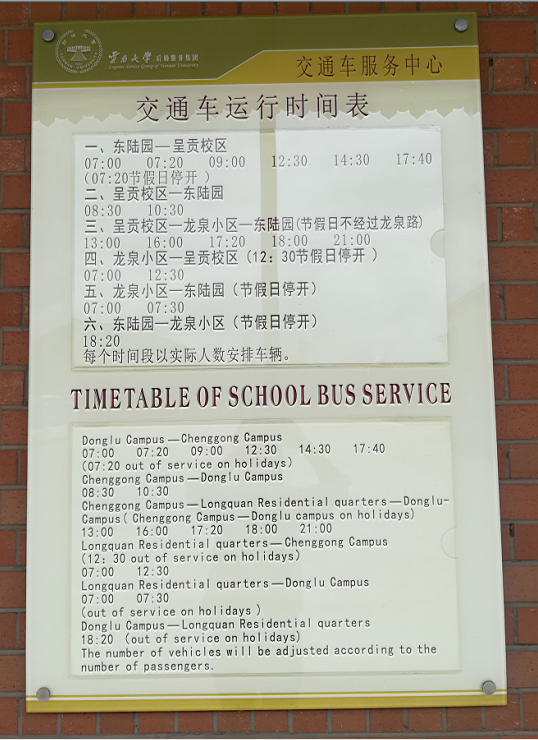 云南大学后勤服务集团
Logistic Service Group of Yunnan University
交通车服务中心
交通车运行时间表
一、东陆园—呈贡校区
07:00 07:20 09:00 12:30 14:30 17:40
(07:20节假日停开 )
二、呈贡校区—东陆园
08:30 10:30
三、呈贡校区—龙泉小区—东陆园(节假日不经过龙泉路)
13:00 16:00 17:20 18:00 21:00
四、龙泉小区—呈贡校区（12：30节假日停开 ）
07:00 12:30
五、龙泉小区—东陆园（节假日停开）
07:00 07:30
六、东陆园—龙泉小区（节假日停开）
18:20
每个时间段以实际人数安排车辆。
TIMETABLE OF SCHOOL BUS SERVICE
Donglu Campus—Chenggong Campus
07:00 07:20 09:00 12:30 14:30 17:40
(07:20 out of service on holidays)
Chenggong Campus—Donglu Campus
08:30 10:30
Chenggong Campus—Longquan Residential quarters—Donglu-
Campus( Chenggong Campus—Donglu campus on holidays)
13:00 16:00 17:20 18:00 21:00
Longquan Residential quarters—Chenggong Campus
(12：30 out of service on holidays)
07:00 12:30
Longquan Residential quarters—Donglu Campus
07:00 07:30
(out of service on holidays )
Donglu Campus—Longquan Residential quarters
18:20 (out of service on holidays)
The number of vehicles will be adjusted according to the
number of passengers.